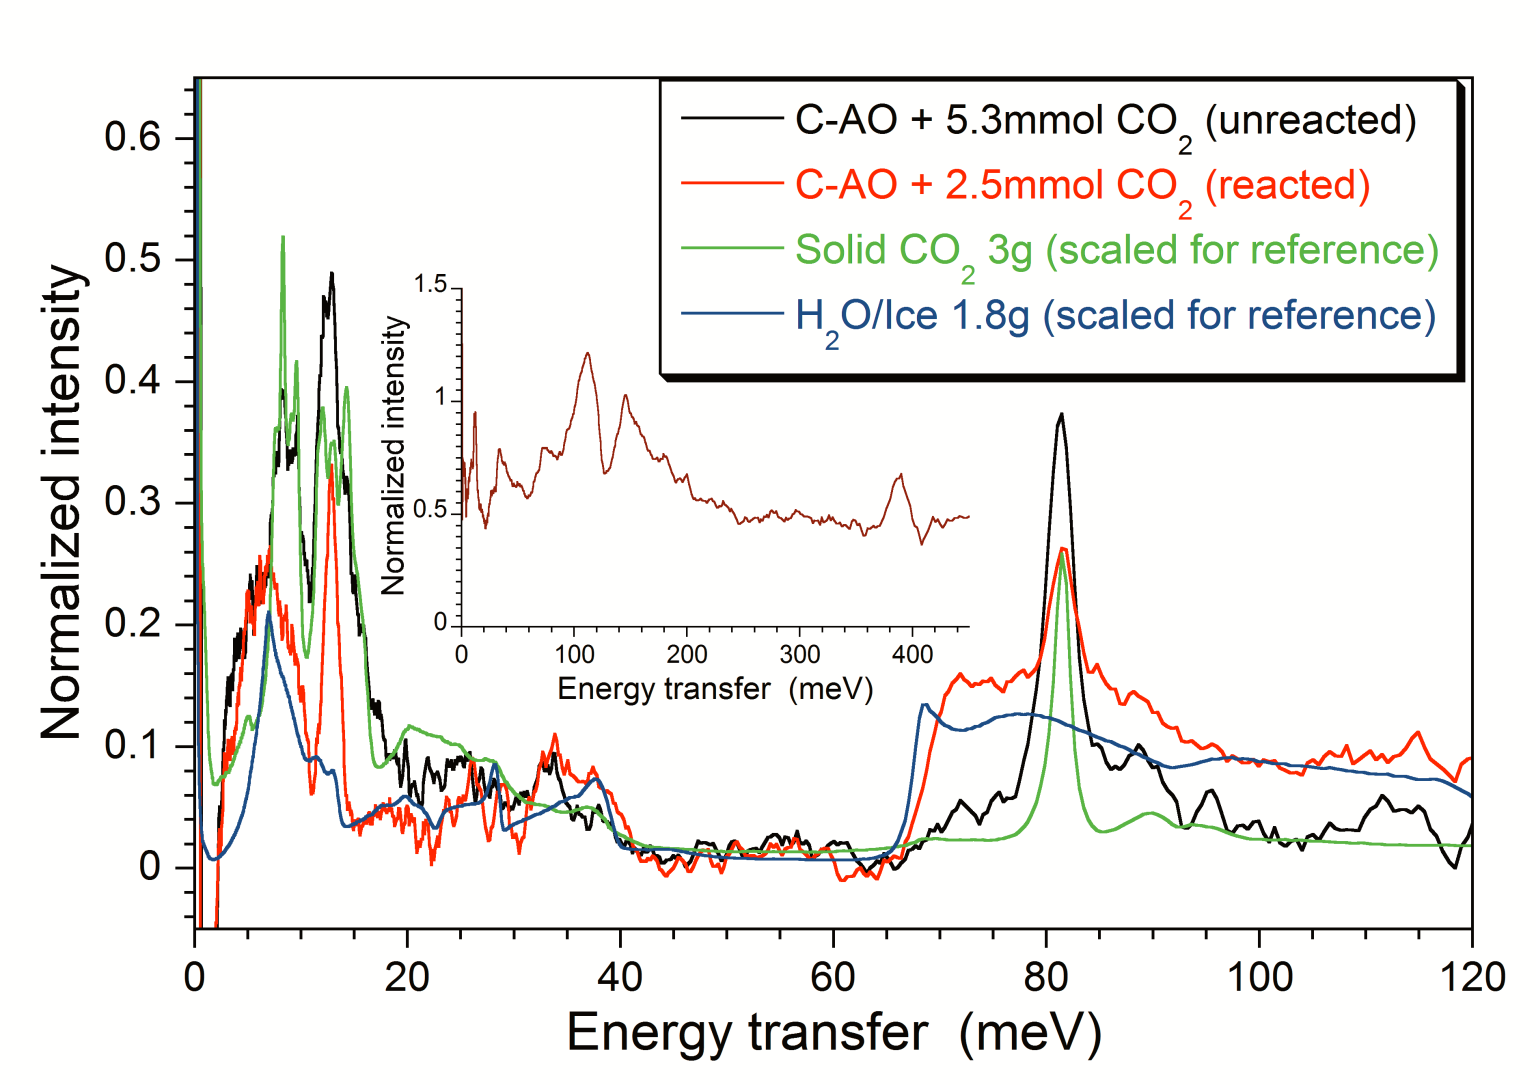 C-AO + 5.3mmol CO2 (unreacted)
C-AO + 2.5mmol CO2 (reacted)
Solid CO2 3g (scaled for reference)
H2O/Ice 1.8g (scaled for reference)
Normalized intensity
0.6
0.5
0.4
0.3
0.2
0.1
0
0 20 40 60 80 100 120
Energy transfer (meV)
Normalized intensity
1.5
1
0.5
0
0 100 200 300 400
Energy transfer (meV)